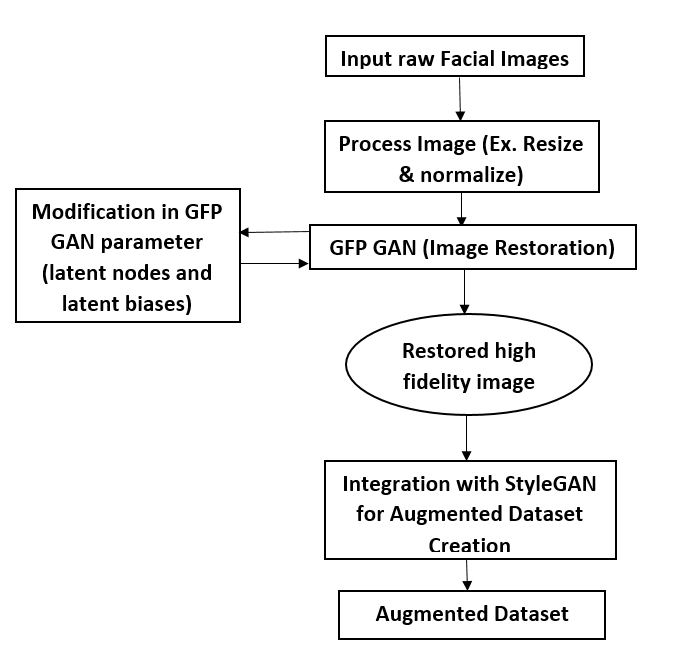 Input raw Facial Images
Process Image (Ex. Resize
& normalize)
Modification in GFP
GAN parameter
(latent nodes and
latent biases)
GFP GAN (Image Restoration)
Restored high
fidelity image
Integration with StyleGAN
for Augmented Dataset
Creation
Augmented Dataset